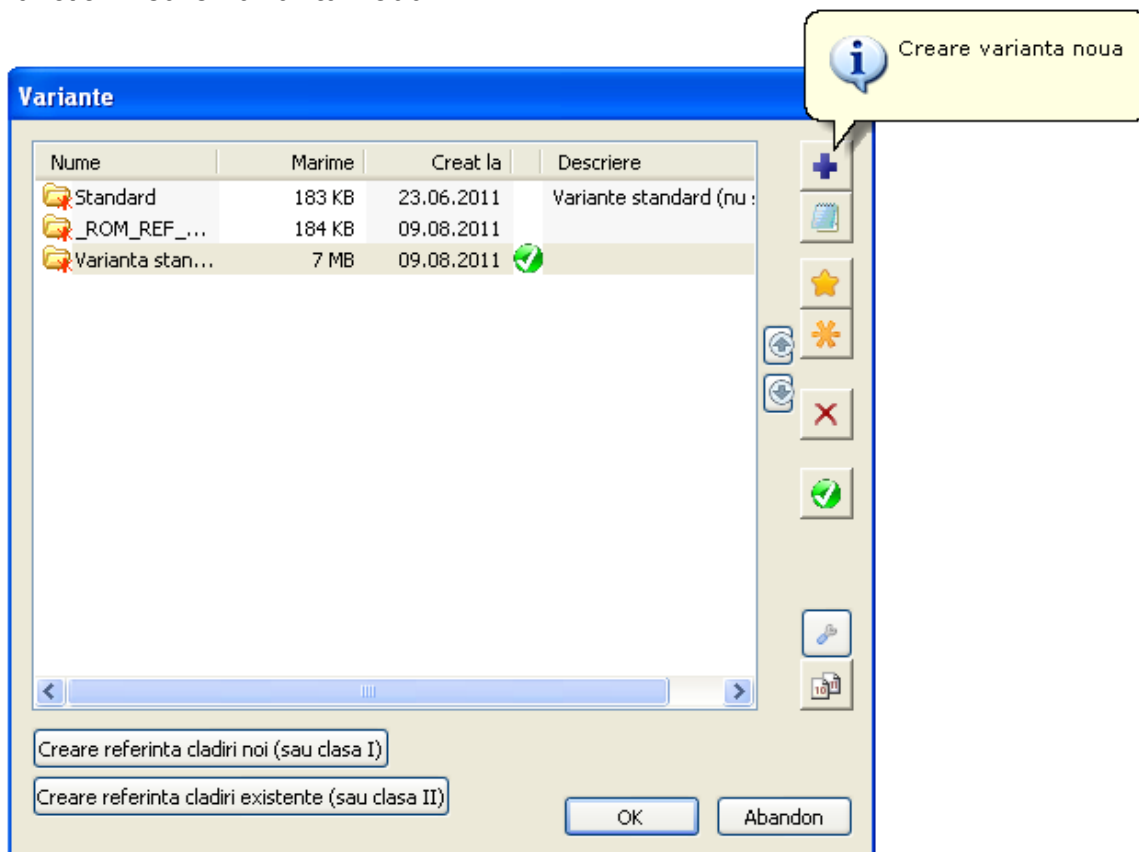 Creare varianta noua
Variante
Nume Marime Creat la Descriere
Standard 183 KB 23.06.2011 Variante standard (nu
_ROM_REF_... 184 KB 09.08.2011
Varianta stan... 7 MB 09.08.2011
Creare referinta cladiri noi (sau clasa I)
Creare referinta cladiri existente (sau clasa II)
OK Abandon